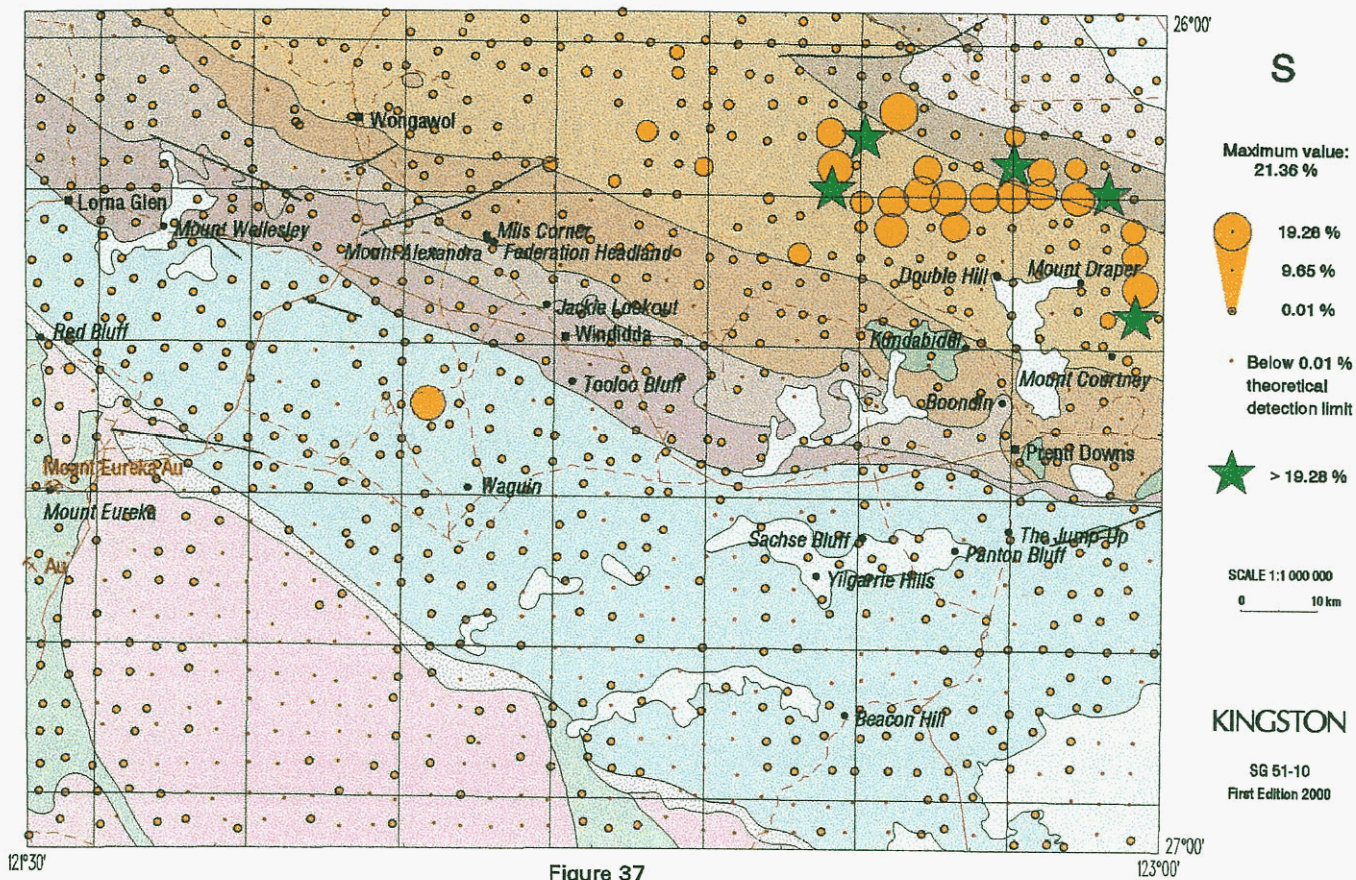 26°00'
S
Maximum value:
21.36 %
19.28 %
9.65 %
0.01 %
Below 0.01 %
theoretical
detection limit
> 19.28 %
SCALE 1:1 000 000
0 10 km
KINGSTON
SG 51-10
First Edition 2000
Wongawol
Lorna Glen
Mount Wellesley
Mils Corner
Mount Alexandra
Federation Headland
Double Hill
Mount Draper
Jackie Lookout
Red Bluff
Windidda
Kundabiddi
Mount Courtney
Tooloo Bluff
Boondin
Prenti Downs
Mount Eureka Au
Waguin
Mount Eureka
Sachse Bluff
The Jump-Up
Panton Bluff
Au
Yilgarrie Hills
Beacon Hill
27°00'
121°30'
123°00'
Figure 37